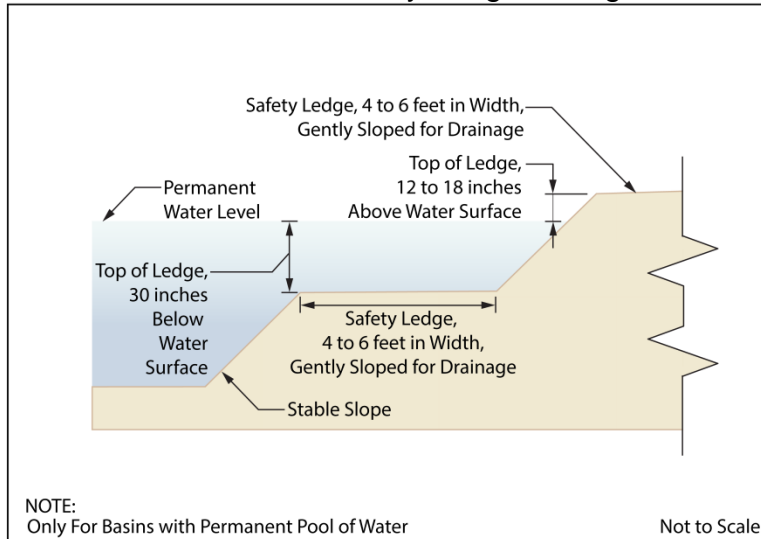 Safety Ledge, 4 to 6 feet in Width,
Gently Sloped for Drainage
Top of Ledge,
12 to 18 inches
Above Water Surface
Permanent
Water Level
Top of Ledge,
30 inches
Below
Water
Surface
Safety Ledge,
4 to 6 feet in Width,
Gently Sloped for Drainage
Stable Slope
NOTE:
Only For Basins with Permanent Pool of Water
Not to Scale